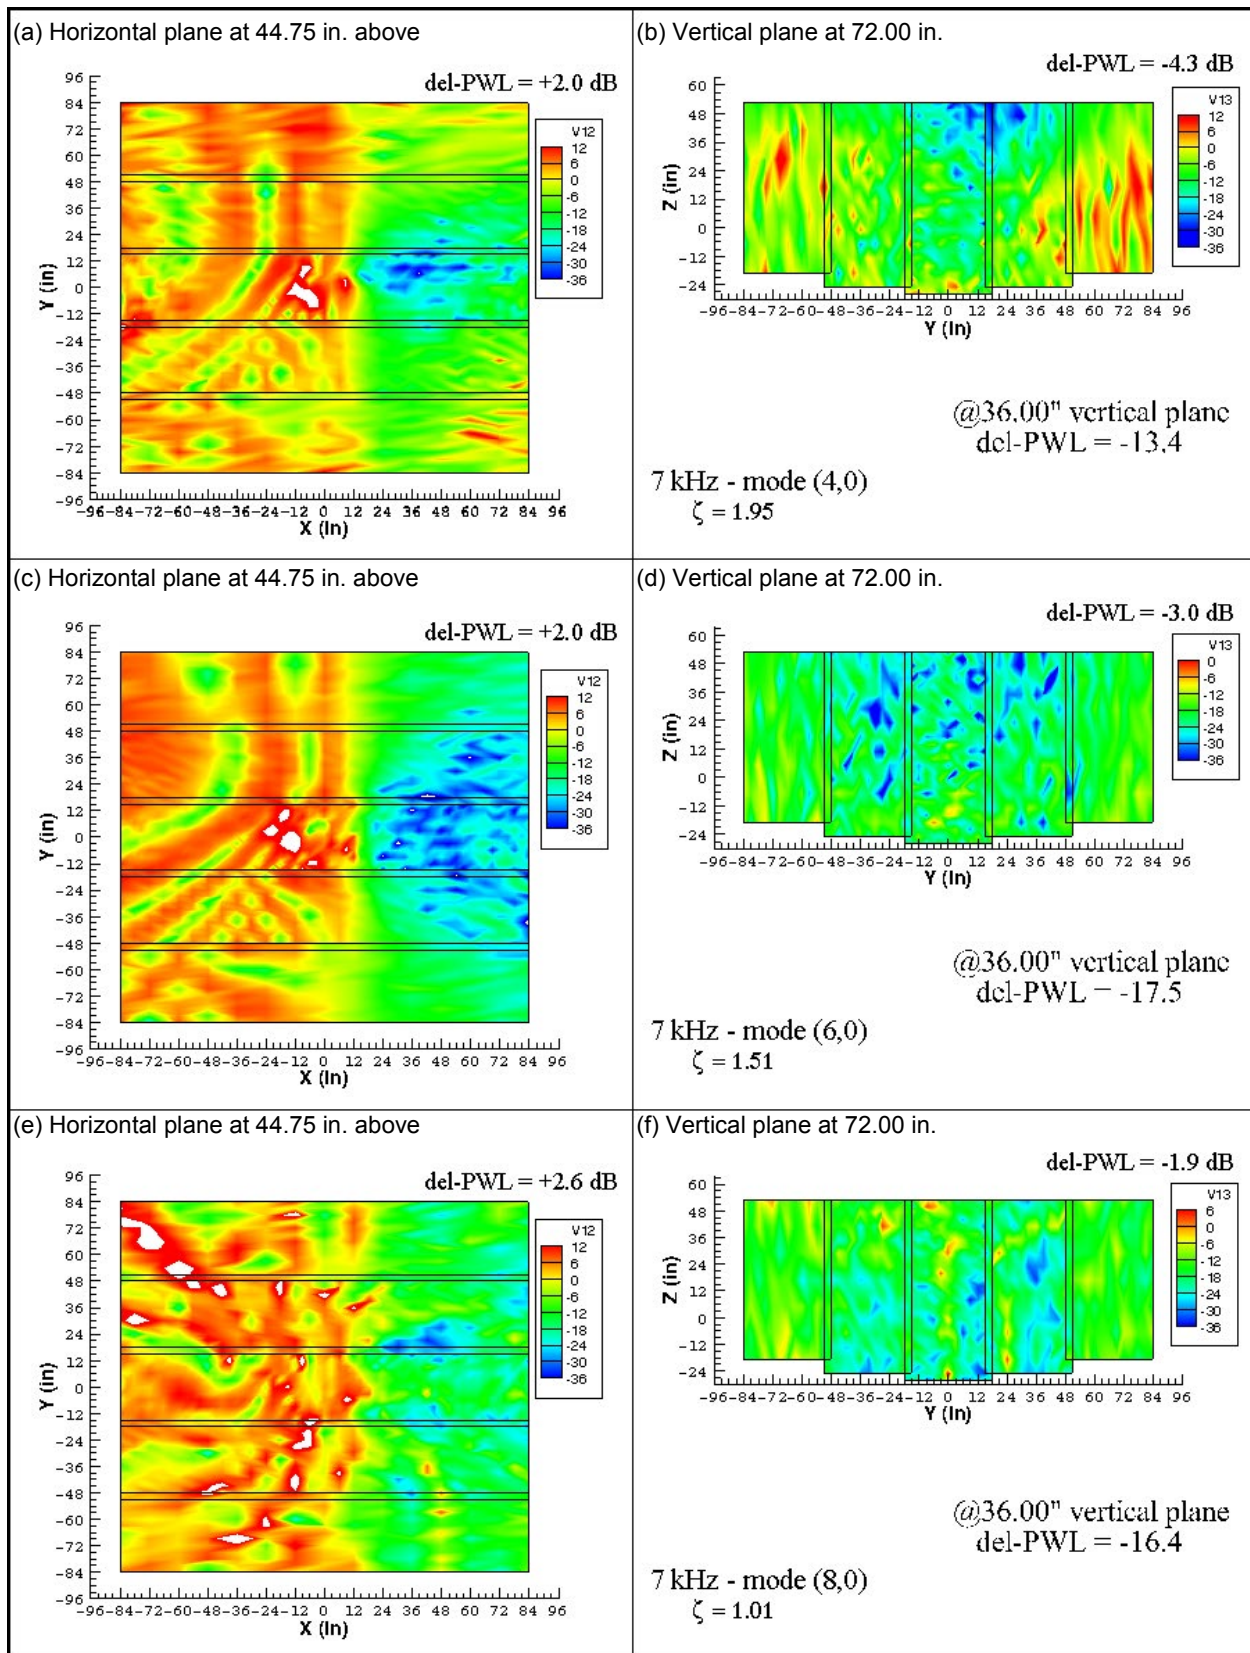 (a) Horizontal plane at 44.75 in. above
del-PWL = +2.0 dB
96
84
72
60
48
36
24
12
0
-12
-24
-36
-48
-60
-72
-84
-96
Y (in)
-96-84-72-60-48-36-24-12 0 12 24 36 48 60 72 84 96
X (In)
V12
12
6
0
-6
-12
-18
-24
-30
-36
(b) Vertical plane at 72.00 in.
del-PWL = -4.3 dB
60
48
36
24
12
0
-12
-24
Z (in)
-96-84-72-60-48-36-24-12 0 12 24 36 48 60 72 84 96
Y (In)
V13
12
6
0
-6
-12
-18
-24
-30
-36
@36.00" vertical plane
del-PWL = -13.4
7 kHz - mode (4,0)
ζ = 1.95
(c) Horizontal plane at 44.75 in. above
del-PWL = +2.0 dB
96
84
72
60
48
36
24
12
0
-12
-24
-36
-48
-60
-72
-84
-96
Y (in)
-96-84-72-60-48-36-24-12 0 12 24 36 48 60 72 84 96
X (In)
V12
12
6
0
-6
-12
-18
-24
-30
-36
(d) Vertical plane at 72.00 in.
del-PWL = -3.0 dB
60
48
36
24
12
0
-12
-24
Z (in)
-96-84-72-60-48-36-24-12 0 12 24 36 48 60 72 84 96
Y (In)
V13
0
-6
-12
-18
-24
-30
-36
@36.00" vertical plane
del-PWL = -17.5
7 kHz - mode (6,0)
ζ = 1.51
(e) Horizontal plane at 44.75 in. above
del-PWL = +2.6 dB
96
84
72
60
48
36
24
12
0
-12
-24
-36
-48
-60
-72
-84
-96
Y (in)
-96-84-72-60-48-36-24-12 0 12 24 36 48 60 72 84 96
X (In)
V12
12
6
0
-6
-12
-18
-24
-30
-36
(f) Vertical plane at 72.00 in.
del-PWL = -1.9 dB
60
48
36
24
12
0
-12
-24
Z (in)
-96-84-72-60-48-36-24-12 0 12 24 36 48 60 72 84 96
Y (In)
V13
6
0
-6
-12
-18
-24
-30
-36
@36.00" vertical plane
del-PWL = -16.4
7 kHz - mode (8,0)
ζ = 1.01